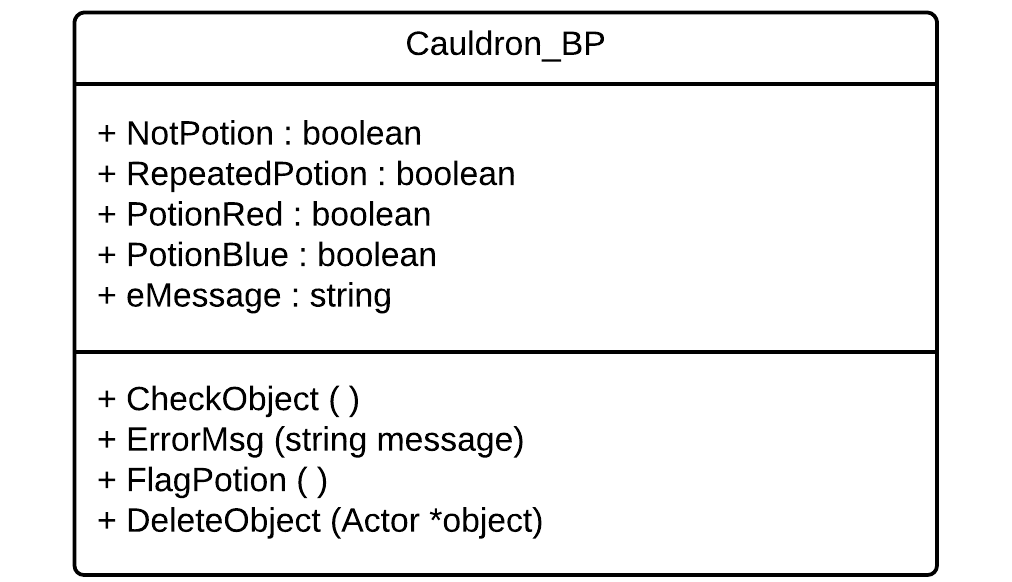 Cauldron_BP
+ NotPotion : boolean
+ RepeatedPotion : boolean
+ PotionRed : boolean
+ PotionBlue : boolean
+ eMessage : string
+ CheckObject ( )
+ ErrorMsg (string message)
+ FlagPotion ( )
+ DeleteObject (Actor *object)